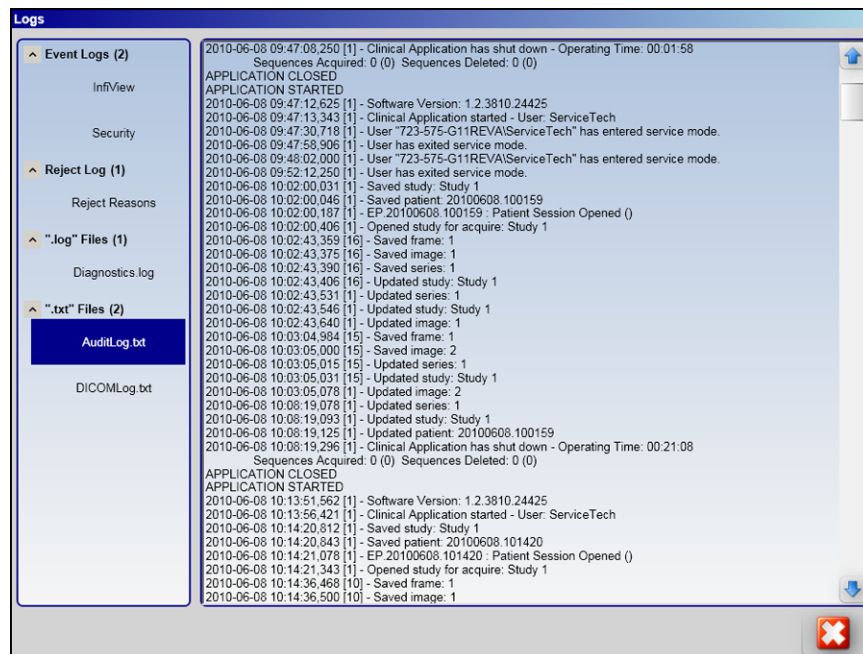 Logs
Event Logs (2)
InfiView
Security
Reject Log (1)
Reject Reasons
".log" Files (1)
Diagnostics.log
".txt" Files (2)
AuditLog.txt
DICOMLog.txt
2010-06-08 09:47:08,250 [1] - Clinical Application has shut down - Operating Time: 00:01:58
Sequences Acquired: 0 (0)  Sequences Deleted: 0 (0)
APPLICATION CLOSED
APPLICATION STARTED
2010-06-08 09:47:12,625 [1] - Software Version: 1.2.3810.24425
2010-06-08 09:47:13,343 [1] - Clinical Application started - User: ServiceTech
2010-06-08 09:47:30,718 [1] - User "723-575-G11REVA\ServiceTech" has entered service mode.
2010-06-08 09:47:58,906 [1] - User has exited service mode.
2010-06-08 09:48:02,000 [1] - User "723-575-G11REVA\ServiceTech" has entered service mode.
2010-06-08 09:52:12,250 [1] - User has exited service mode.
2010-06-08 10:02:00,031 [1] - Saved study: Study 1
2010-06-08 10:02:00,046 [1] - Saved patient: 20100608.100159
2010-06-08 10:02:00,187 [1] - EP.20100608.100159 : Patient Session Opened ()
2010-06-08 10:02:00,406 [1] - Opened study for acquire: Study 1
2010-06-08 10:02:43,359 [16] - Saved frame: 1
2010-06-08 10:02:43,375 [16] - Saved image: 1
2010-06-08 10:02:43,390 [16] - Saved series: 1
2010-06-08 10:02:43,406 [16] - Updated study: Study 1
2010-06-08 10:02:43,531 [1] - Updated series: 1
2010-06-08 10:02:43,546 [1] - Updated study: Study 1
2010-06-08 10:02:43,640 [1] - Updated image: 1
2010-06-08 10:03:04,984 [15] - Saved frame: 1
2010-06-08 10:03:05,000 [15] - Saved image: 2
2010-06-08 10:03:05,015 [15] - Updated series: 1
2010-06-08 10:03:05,031 [15] - Updated study: Study 1
2010-06-08 10:03:05,078 [1] - Updated image: 2
2010-06-08 10:08:19,078 [1] - Updated series: 1
2010-06-08 10:08:19,093 [1] - Updated study: Study 1
2010-06-08 10:08:19,125 [1] - Updated patient: 20100608.100159
2010-06-08 10:08:19,296 [1] - Clinical Application has shut down - Operating Time: 00:21:08
Sequences Acquired: 0 (0)  Sequences Deleted: 0 (0)
APPLICATION CLOSED
APPLICATION STARTED
2010-06-08 10:13:51,562 [1] - Software Version: 1.2.3810.24425
2010-06-08 10:13:56,421 [1] - Clinical Application started - User: ServiceTech
2010-06-08 10:14:20,812 [1] - Saved study: Study 1
2010-06-08 10:14:20,843 [1] - Saved patient: 20100608.101420
2010-06-08 10:14:21,078 [1] - EP.20100608.101420 : Patient Session Opened ()
2010-06-08 10:14:21,343 [1] - Opened study for acquire: Study 1
2010-06-08 10:14:36,468 [10] - Saved frame: 1
2010-06-08 10:14:36,500 [10] - Saved image: 1